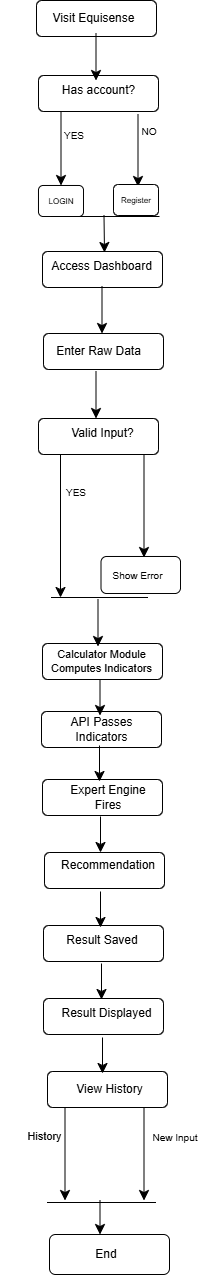 Visit Equisense
Has account?
YES
NO
LOGIN
Register
Access Dashboard
Enter Raw Data
Valid Input?
YES
Show Error
Calculator Module
Computes Indicators
API Passes
Indicators
Expert Engine
Fires
Recommendation
Result Saved
Result Displayed
View History
History
New Input
End